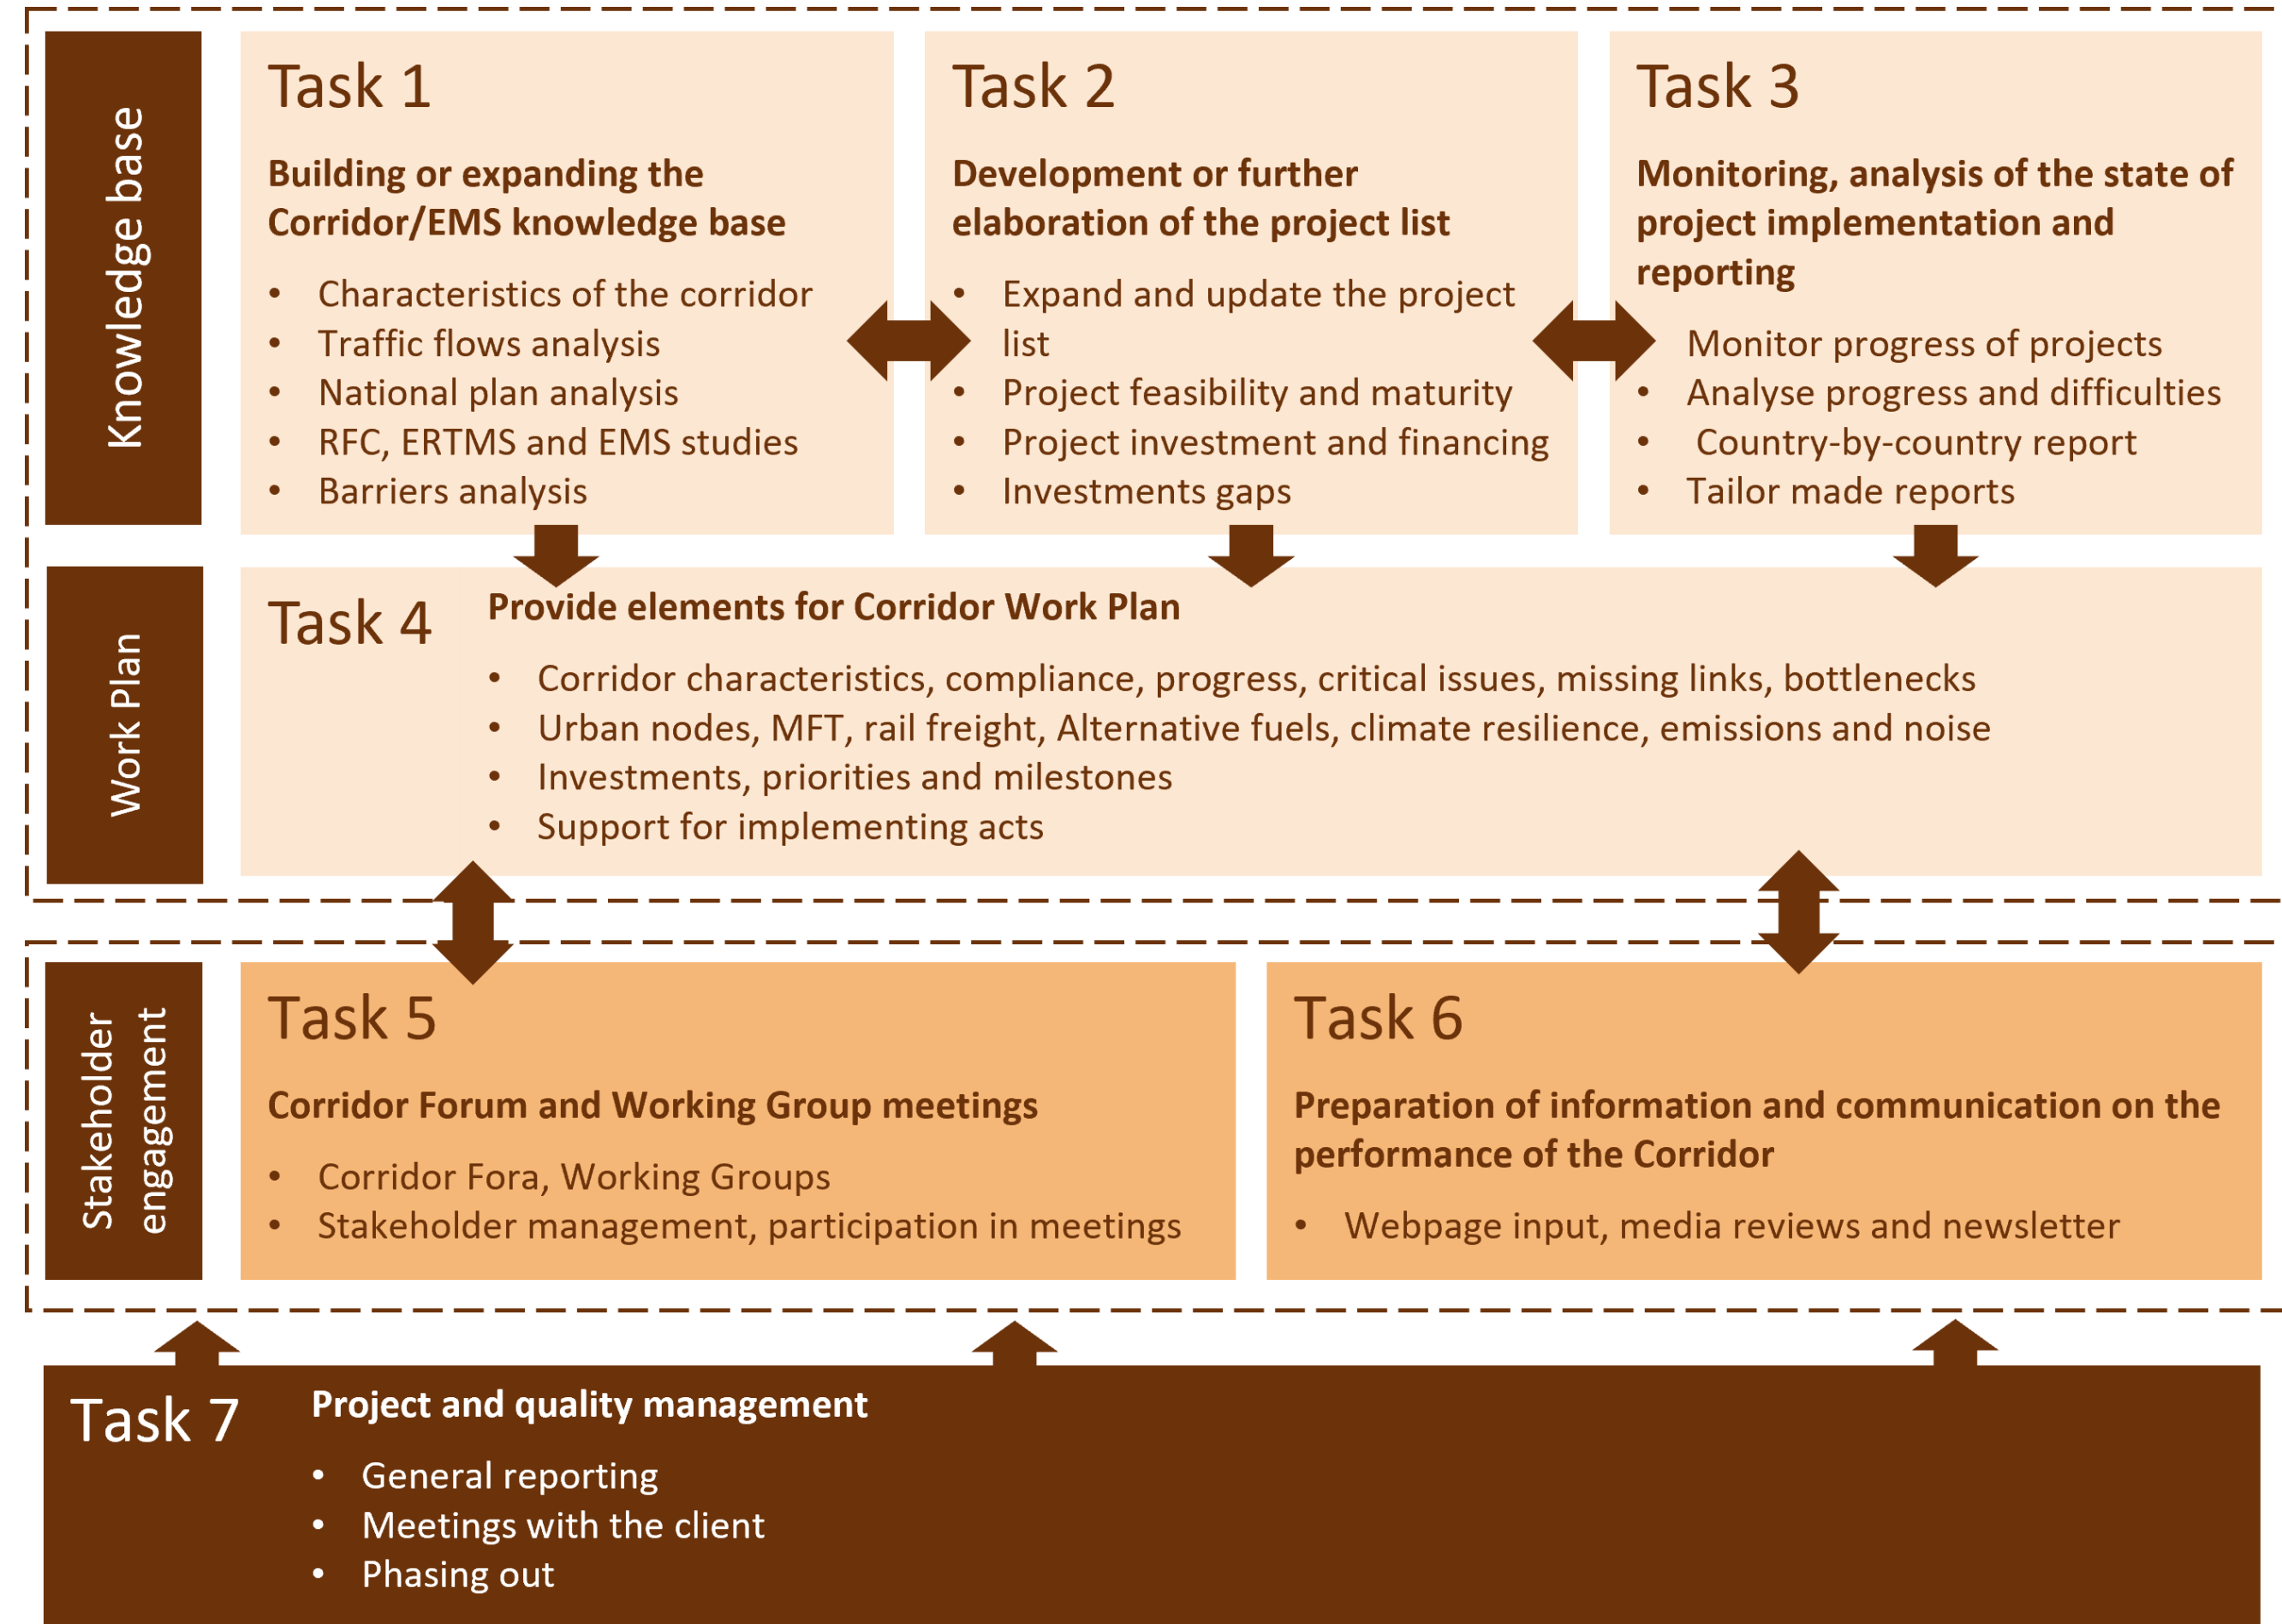 Knowledge base
Task 1
Building or expanding the
Corridor/EMS knowledge base
• Characteristics of the corridor
• Traffic flows analysis
• National plan analysis
• RFC, ERTMS and EMS studies
• Barriers analysis
Task 2
Development or further
elaboration of the project list
• Expand and update the project
list
• Project feasibility and maturity
• Project investment and financing
• Investments gaps
Task 3
Monitoring, analysis of the state of
project implementation and
reporting
Monitor progress of projects
• Analyse progress and difficulties
• Country-by-country report
• Tailor made reports
Work Plan
Task 4
Provide elements for Corridor Work Plan
• Corridor characteristics, compliance, progress, critical issues, missing links, bottlenecks
• Urban nodes, MFT, rail freight, Alternative fuels, climate resilience, emissions and noise
• Investments, priorities and milestones
• Support for implementing acts
Stakeholder
engagement
Task 5
Corridor Forum and Working Group meetings
• Corridor Fora, Working Groups
• Stakeholder management, participation in meetings
Task 6
Preparation of information and communication on the
performance of the Corridor
• Webpage input, media reviews and newsletter
Task 7
Project and quality management
• General reporting
• Meetings with the client
• Phasing out